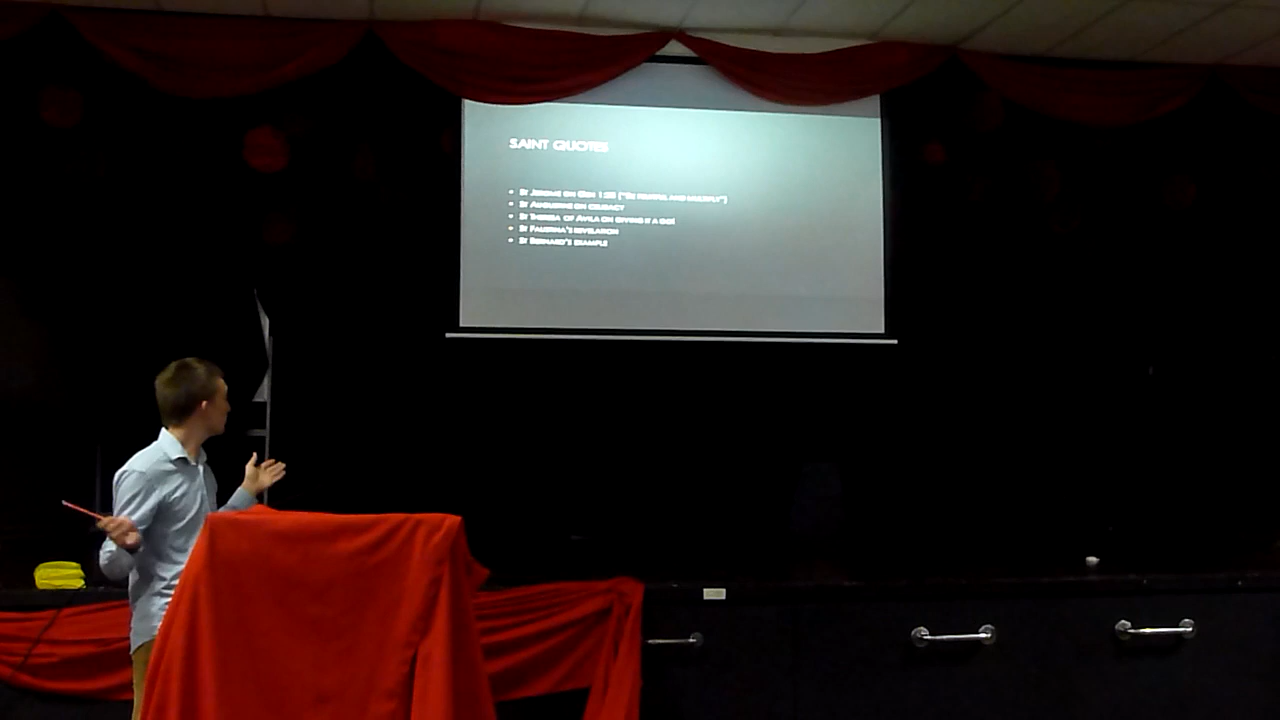 SAINT QUOTES
• St Jerome on Gen 1:28 ("Be fruitful and multiply")
• St Augustine on celibacy
• St Theresa of Avila on giving it a go!
• St Faustina's revelation
• St Bernard's example